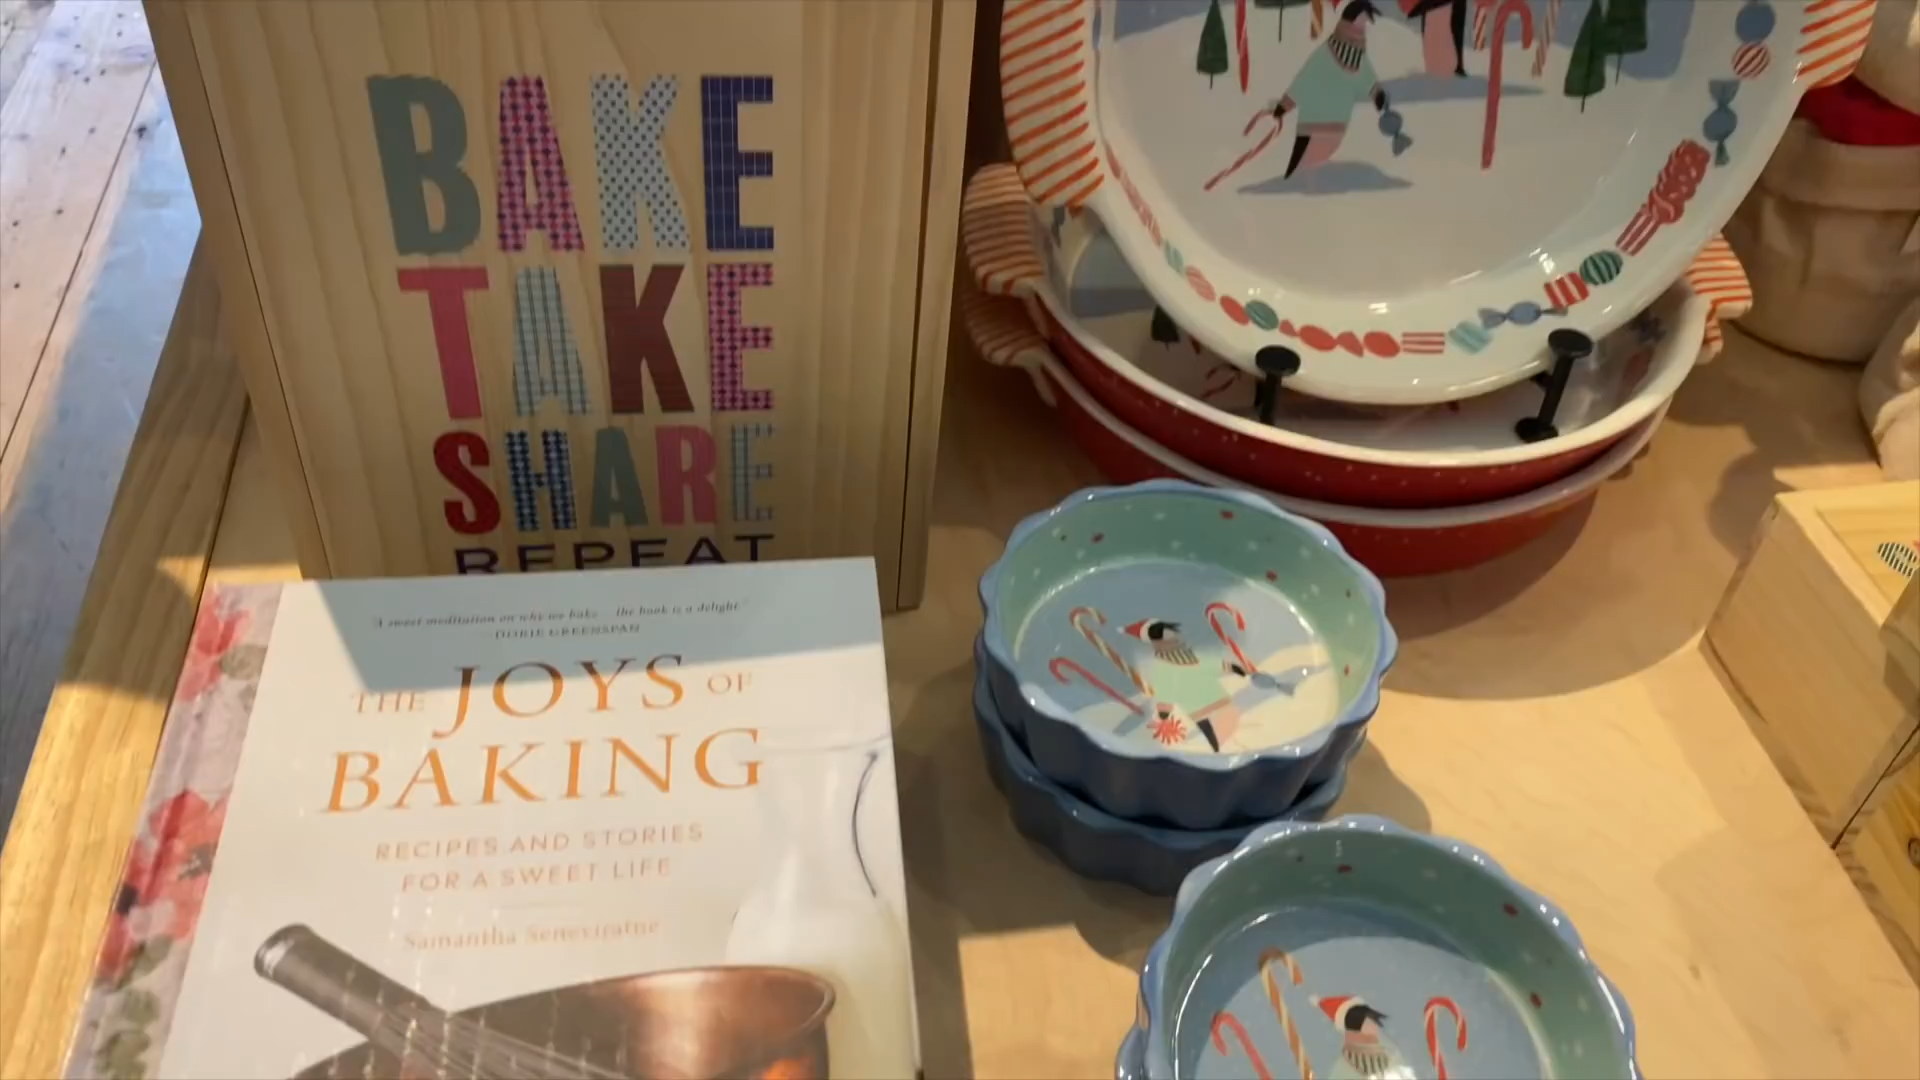 BAKE
TAKE
SHARE
REPEAT
"A sweet meditation on why we bake—the book is a delight."
—DORIE GREENSPAN
THE JOYS OF
BAKING
RECIPES AND STORIES
FOR A SWEET LIFE
Samantha Seneviratne